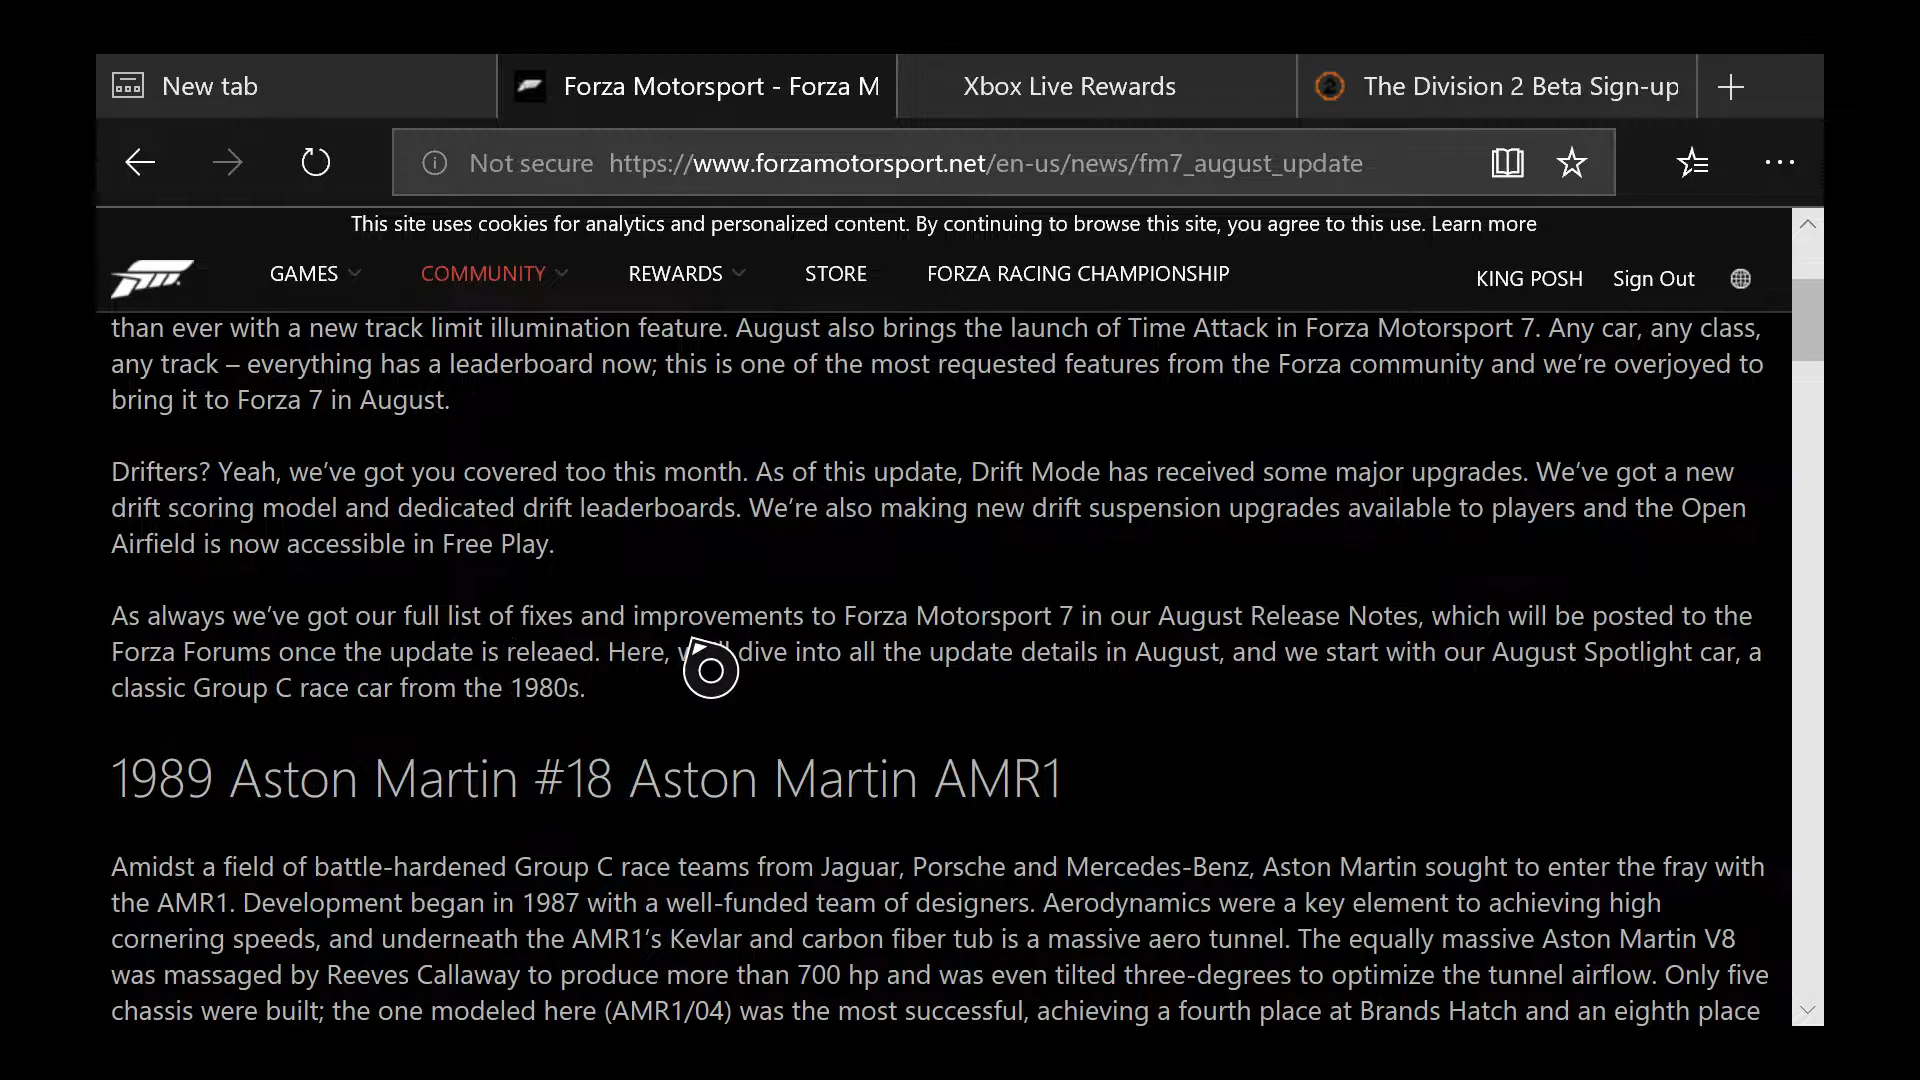 New tab
Forza Motorsport - Forza M
Xbox Live Rewards
The Division 2 Beta Sign-up
Not secure https://www.forzamotorsport.net/en-us/news/fm7_august_update
This site uses cookies for analytics and personalized content. By continuing to browse this site, you agree to this use. Learn more
GAMES COMMUNITY REWARDS STORE FORZA RACING CHAMPIONSHIP KING POSH Sign Out
than ever with a new track limit illumination feature. August also brings the launch of Time Attack in Forza Motorsport 7. Any car, any class,
any track – everything has a leaderboard now; this is one of the most requested features from the Forza community and we're overjoyed to
bring it to Forza 7 in August.
Drifters? Yeah, we've got you covered too this month. As of this update, Drift Mode has received some major upgrades. We've got a new
drift scoring model and dedicated drift leaderboards. We're also making new drift suspension upgrades available to players and the Open
Airfield is now accessible in Free Play.
As always we've got our full list of fixes and improvements to Forza Motorsport 7 in our August Release Notes, which will be posted to the
Forza Forums once the update is releaed. Here, dive into all the update details in August, and we start with our August Spotlight car, a
classic Group C race car from the 1980s.
1989 Aston Martin #18 Aston Martin AMR1
Amidst a field of battle-hardened Group C race teams from Jaguar, Porsche and Mercedes-Benz, Aston Martin sought to enter the fray with
the AMR1. Development began in 1987 with a well-funded team of designers. Aerodynamics were a key element to achieving high
cornering speeds, and underneath the AMR1's Kevlar and carbon fiber tub is a massive aero tunnel. The equally massive Aston Martin V8
was massaged by Reeves Callaway to produce more than 700 hp and was even tilted three-degrees to optimize the tunnel airflow. Only five
chassis were built; the one modeled here (AMR1/04) was the most successful, achieving a fourth place at Brands Hatch and an eighth place